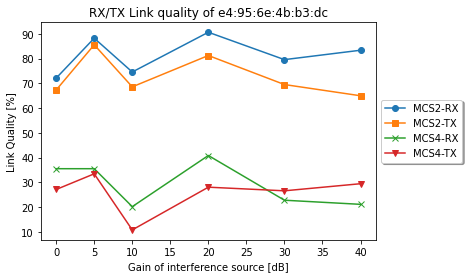 RX/TX Link quality of e4:95:6e:4b:b3:dc
Link Quality [%]
90
80
70
60
50
40
30
20
10
0
5
10
15
20
25
30
35
40
Gain of interference source [dB]
MCS2-RX
MCS2-TX
MCS4-RX
MCS4-TX